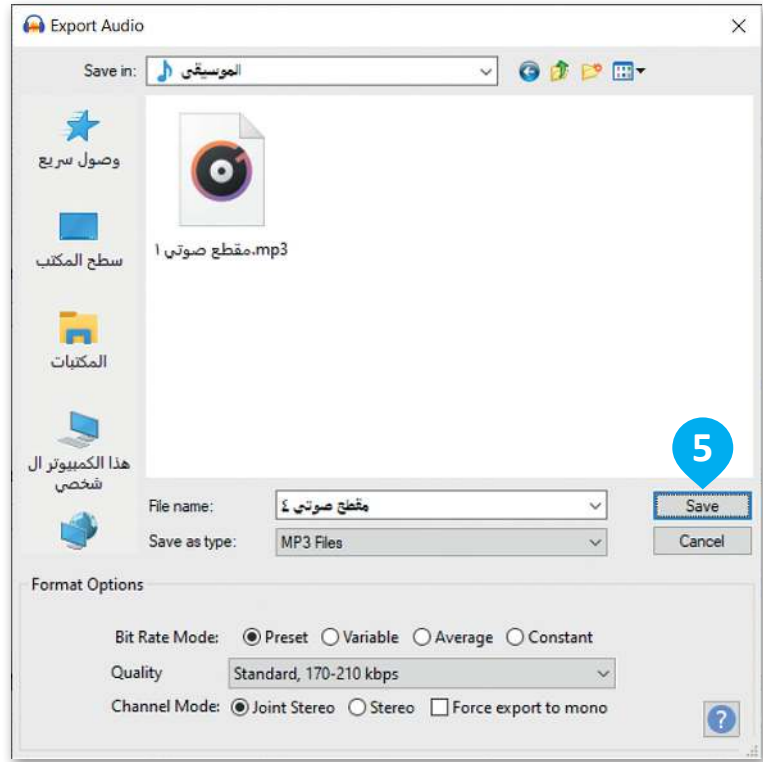 Export Audio
Save in: الموسيقى
وصول سريع
سطح المكتب
المكتبات
هذا الكمبيوتر ال
شخصي
مقطع صوتي ١.mp3
5
File name: مقطع صوتي ٤
Save
Save as type: MP3 Files
Cancel
Format Options
Bit Rate Mode: Preset Variable Average Constant
Quality Standard, 170-210 kbps
Channel Mode: Joint Stereo Stereo Force export to mono
?